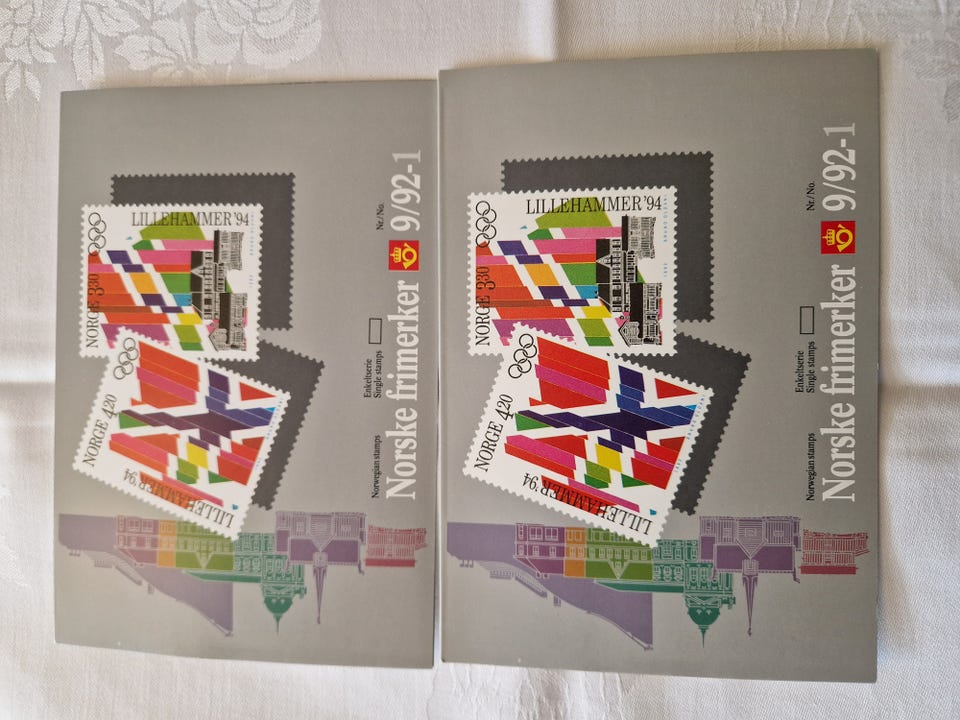 LILLEHAMMER '94
NORGE 3.30
NORGE 4.20
LILLEHAMMER '94
Norwegian stamps
Enkeltserie
Single stamps
Nr./No.
Norske frimerker 9/92-1
LILLEHAMMER '94
NORGE 3.30
NORGE 4.20
LILLEHAMMER '94
Norwegian stamps
Enkeltserie
Single stamps
Nr./No.
Norske frimerker 9/92-1